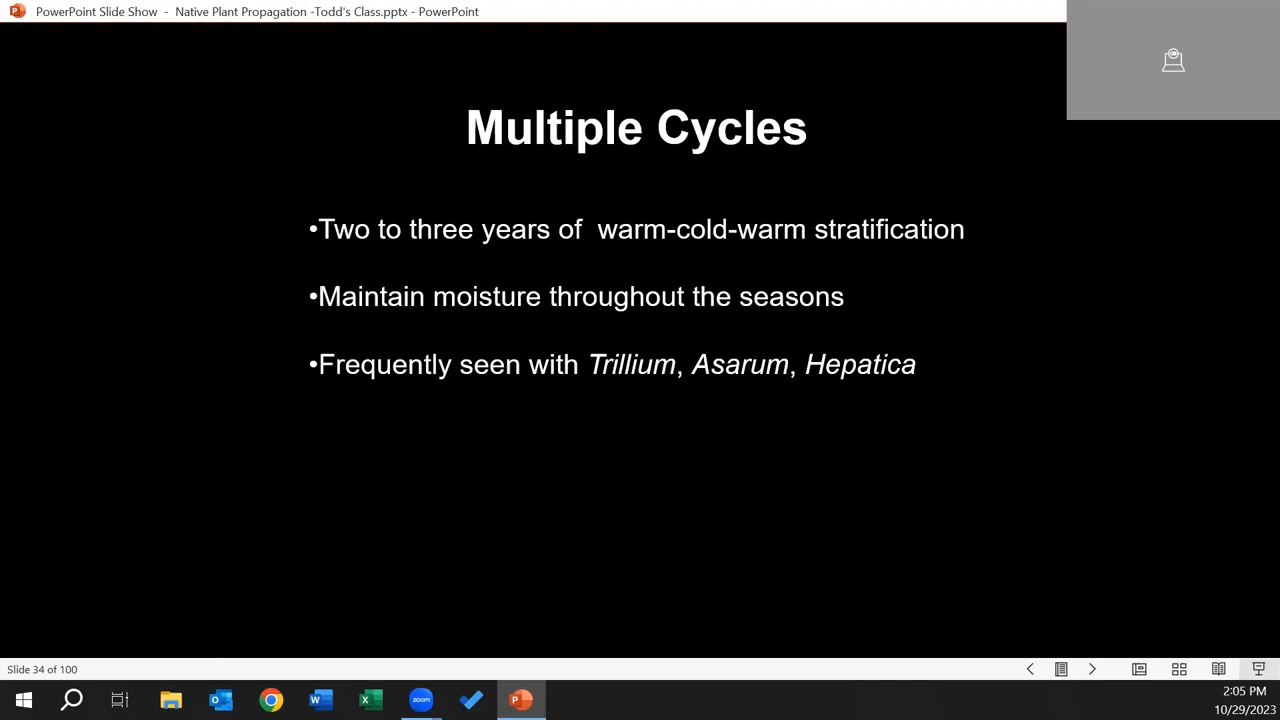 PowerPoint Slide Show - Native Plant Propagation -Todd's Class.pptx - PowerPoint
Multiple Cycles
•Two to three years of  warm-cold-warm stratification
•Maintain moisture throughout the seasons
•Frequently seen with Trillium, Asarum, Hepatica
Slide 34 of 100
zoom
2:05 PM
10/29/2023